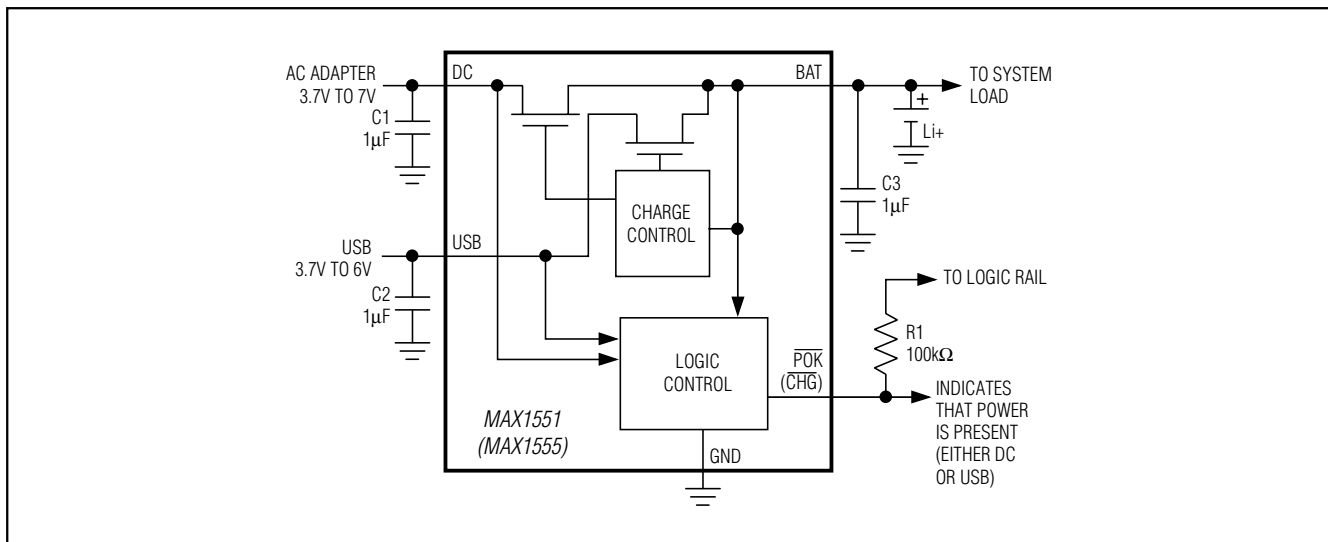 AC ADAPTER
3.7V TO 7V
C1
1µF
DC
BAT
TO SYSTEM
LOAD
+
Li+
C3
1µF
CHARGE
CONTROL
USB
3.7V TO 6V
USB
C2
1µF
TO LOGIC RAIL
R1
100kΩ
LOGIC
CONTROL
P̅O̅K̅
(C̅H̅G̅)
INDICATES
THAT POWER
IS PRESENT
(EITHER DC
OR USB)
MAX1551
(MAX1555)
GND